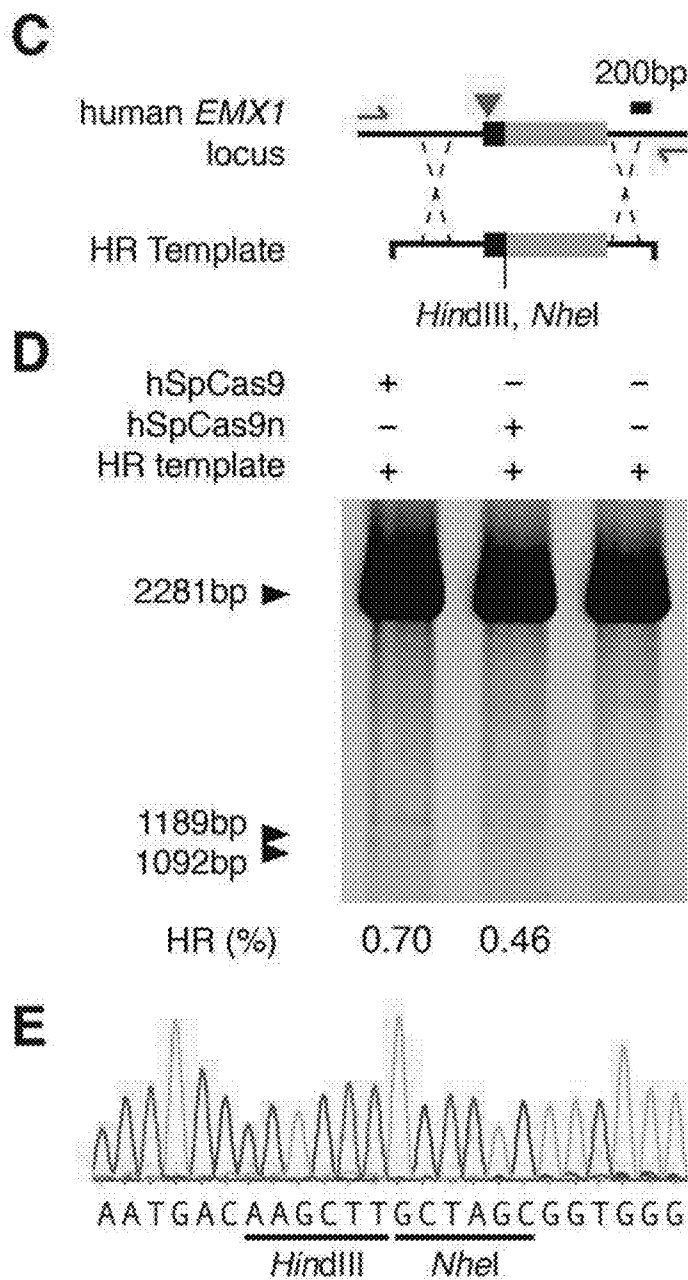 C
200bp
human EMX1
locus
HR Template
HindIII, NheI
D
hSpCas9 + – –
hSpCas9n – + –
HR template + + +
2281bp
1189bp
1092bp
HR (%) 0.70 0.46
E
AATGACAAGCTTGCTAGCGGTGGG
HindIII NheI